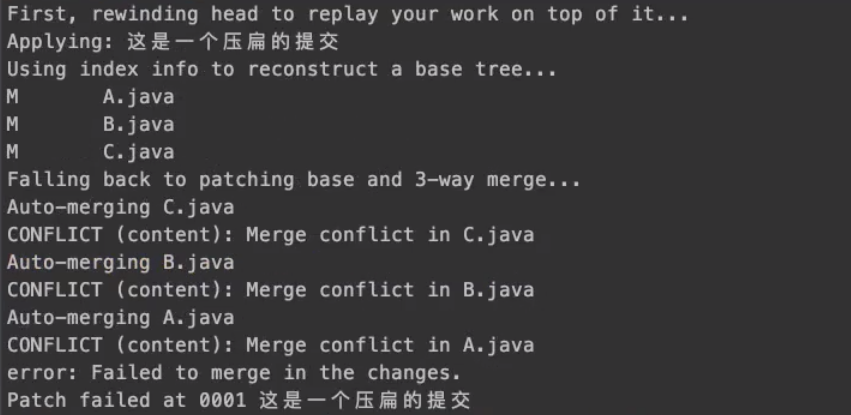 First, rewinding head to replay your work on top of it...
Applying: 这是一个压扁的提交
Using index info to reconstruct a base tree...
M       A.java
M       B.java
M       C.java
Falling back to patching base and 3-way merge...
Auto-merging C.java
CONFLICT (content): Merge conflict in C.java
Auto-merging B.java
CONFLICT (content): Merge conflict in B.java
Auto-merging A.java
CONFLICT (content): Merge conflict in A.java
error: Failed to merge in the changes.
Patch failed at 0001 这是一个压扁的提交